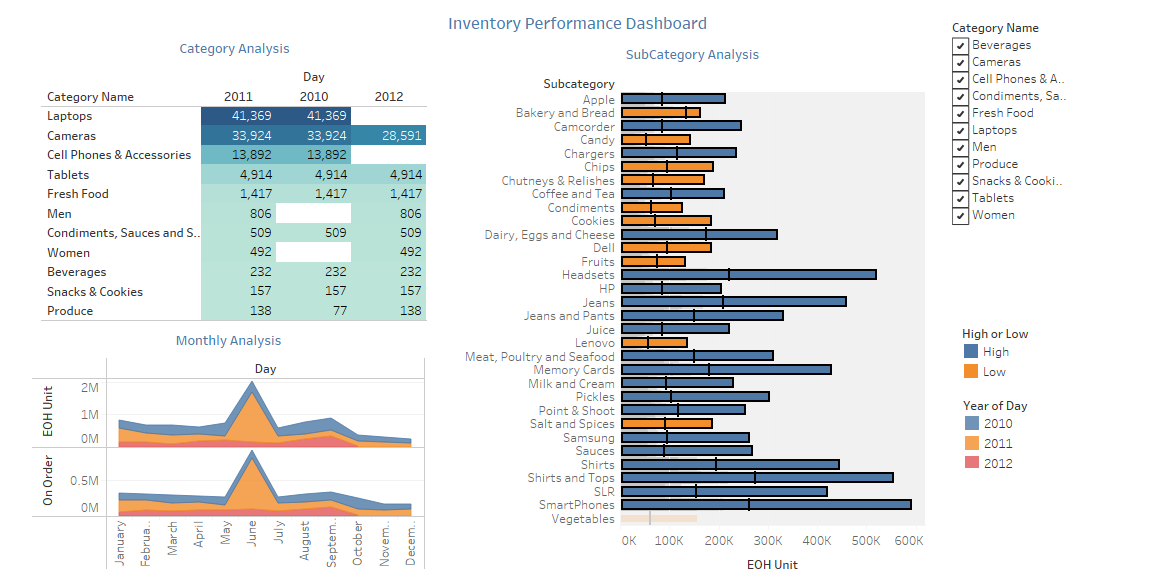 Inventory Performance Dashboard
Category Analysis
Day
Category Name 2011 2010 2012
Laptops 41,369 41,369
Cameras 33,924 33,924 28,591
Cell Phones & Accessories 13,892 13,892
Tablets 4,914 4,914 4,914
Fresh Food 1,417 1,417 1,417
Men 806 806
Condiments, Sauces and S.. 509 509 509
Women 492 492
Beverages 232 232 232
Snacks & Cookies 157 157 157
Produce 138 77 138
Monthly Analysis
Day
EOH Unit
2M
1M
0M
On Order
0.5M
0M
January
Februa..
March
April
May
June
July
August
Septem..
October
Novem..
Decem..
SubCategory Analysis
Subcategory
Apple
Bakery and Bread
Camcorder
Candy
Chargers
Chips
Chutneys & Relishes
Coffee and Tea
Condiments
Cookies
Dairy, Eggs and Cheese
Dell
Fruits
Headsets
HP
Jeans
Jeans and Pants
Juice
Lenovo
Meat, Poultry and Seafood
Memory Cards
Milk and Cream
Pickles
Point & Shoot
Salt and Spices
Samsung
Sauces
Shirts
Shirts and Tops
SLR
SmartPhones
Vegetables
0K 100K 200K 300K 400K 500K 600K
EOH Unit
Category Name
Beverages
Cameras
Cell Phones & A..
Condiments, Sa..
Fresh Food
Laptops
Men
Produce
Snacks & Cooki..
Tablets
Women
High or Low
High
Low
Year of Day
2010
2011
2012